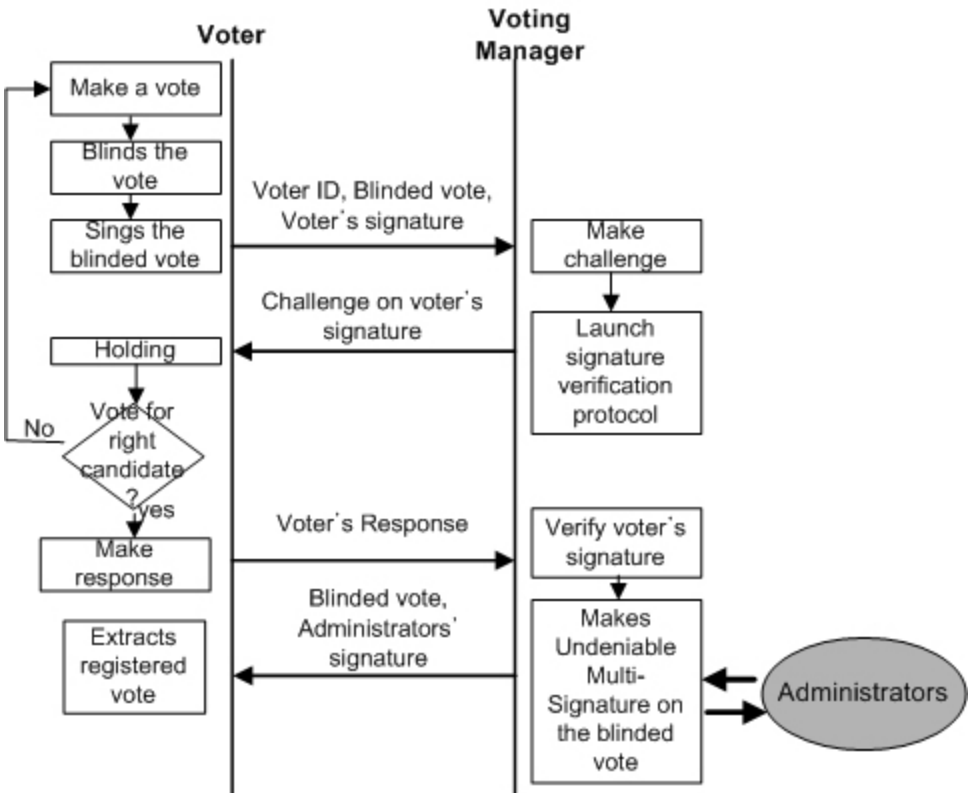 Voter
Voting
Manager
Make a vote
Blinds the
vote
Sings the
blinded vote
Voter ID, Blinded vote,
Voter´s signature
Make
challenge
Challenge on voter´s
signature
Launch
signature
verification
protocol
Holding
Vote for
right
candidate
?
No
yes
Make
response
Voter´s Response
Verify voter´s
signature
Blinded vote,
Administrators’
signature
Extracts
registered
vote
Makes
Undeniable
Multi-
Signature on
the blinded
vote
Administrators